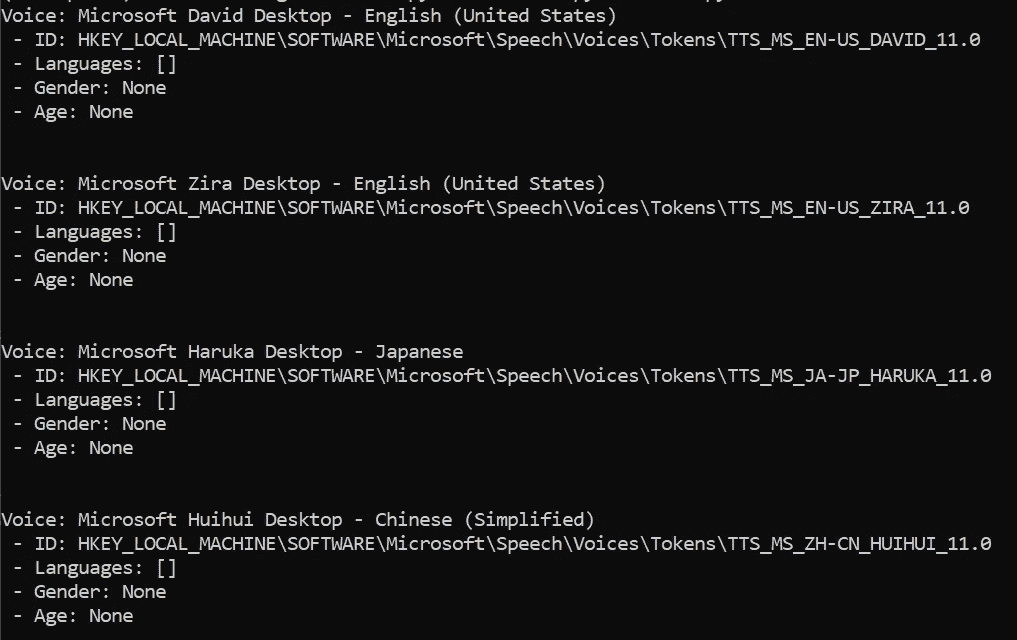 Voice: Microsoft David Desktop - English (United States)
- ID: HKEY_LOCAL_MACHINE\SOFTWARE\Microsoft\Speech\Voices\Tokens\TTS_MS_EN-US_DAVID_11.0
- Languages: []
- Gender: None
- Age: None
Voice: Microsoft Zira Desktop - English (United States)
- ID: HKEY_LOCAL_MACHINE\SOFTWARE\Microsoft\Speech\Voices\Tokens\TTS_MS_EN-US_ZIRA_11.0
- Languages: []
- Gender: None
- Age: None
Voice: Microsoft Haruka Desktop - Japanese
- ID: HKEY_LOCAL_MACHINE\SOFTWARE\Microsoft\Speech\Voices\Tokens\TTS_MS_JA-JP_HARUKA_11.0
- Languages: []
- Gender: None
- Age: None
Voice: Microsoft Huihui Desktop - Chinese (Simplified)
- ID: HKEY_LOCAL_MACHINE\SOFTWARE\Microsoft\Speech\Voices\Tokens\TTS_MS_ZH-CN_HUIHUI_11.0
- Languages: []
- Gender: None
- Age: None